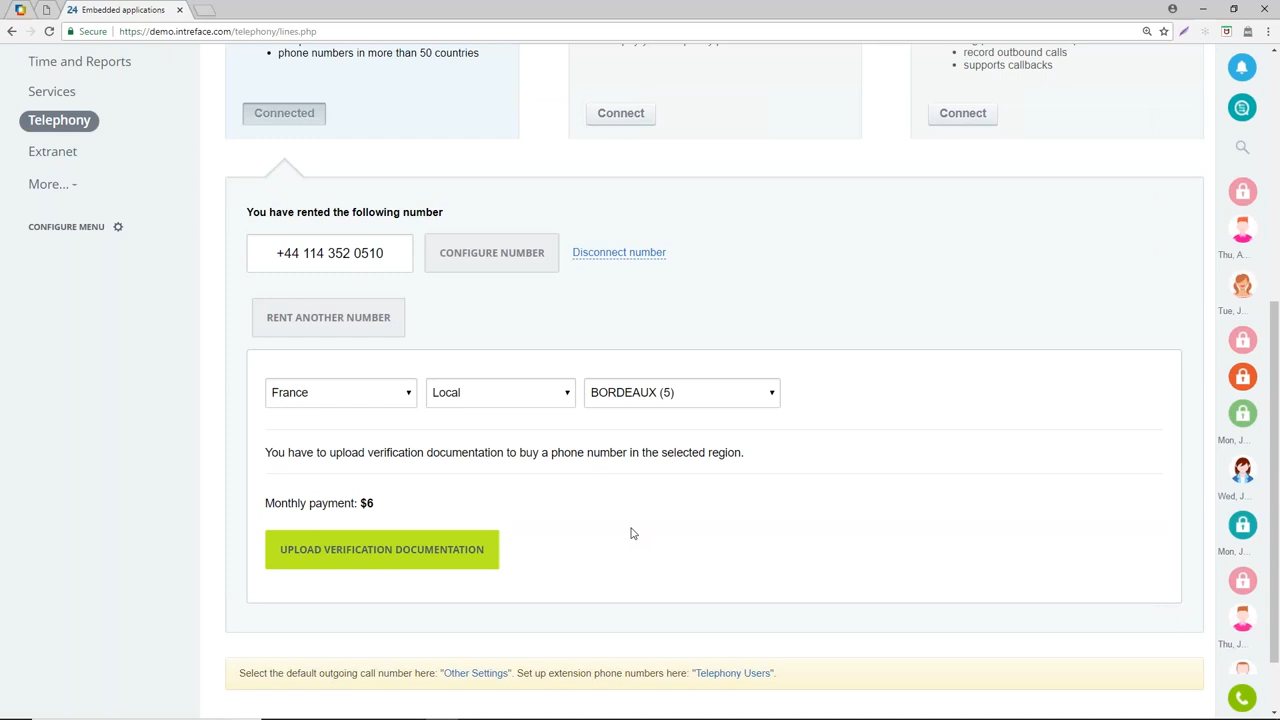 24 Embedded applications
Secure https://demo.intreface.com/telephony/lines.php
Time and Reports
Services
Telephony
Extranet
More...
CONFIGURE MENU
phone numbers in more than 50 countries
record outbound calls
supports callbacks
Connected
Connect
Connect
You have rented the following number
+44 114 352 0510
CONFIGURE NUMBER
Disconnect number
RENT ANOTHER NUMBER
France
Local
BORDEAUX (5)
You have to upload verification documentation to buy a phone number in the selected region.
Monthly payment: $6
UPLOAD VERIFICATION DOCUMENTATION
Select the default outgoing call number here: "Other Settings". Set up extension phone numbers here: "Telephony Users".
Thu, A...
Tue, J...
Mon, J...
Wed, J...
Mon, J...
Thu, J...